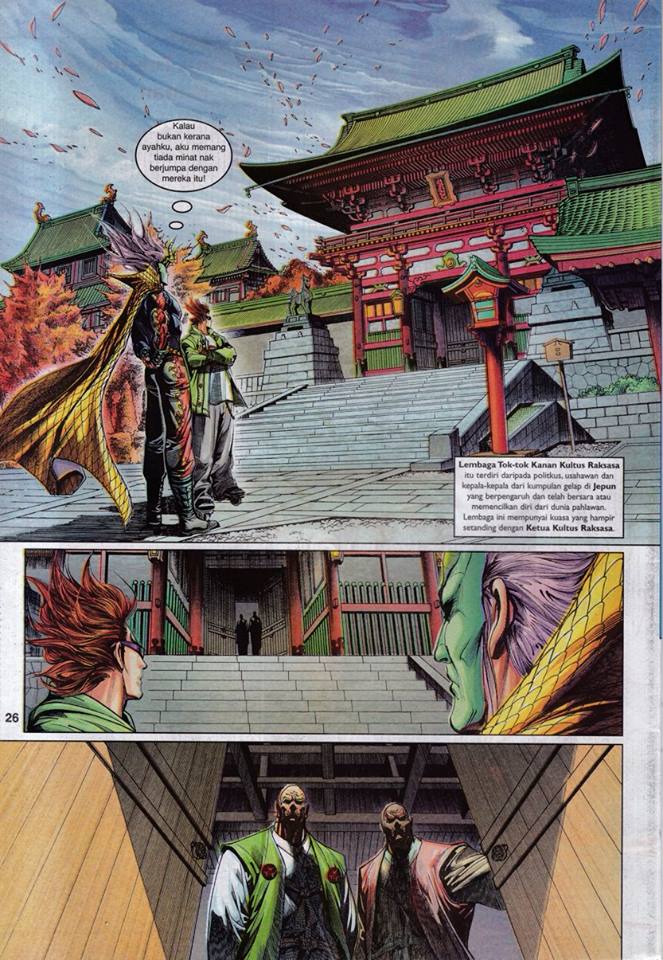 Kalau
bukan kerana
ayahku, aku memang
tiada minat nak
berjumpa dengan
mereka itu!
Lembaga Tok-tok Kanan Kultus Raksasa
itu terdiri daripada politkus, usahawan dan
kepala-kepala dari kumpulan gelap di Jepun
yang berpengaruh dan telah bersara atau
memencilkan diri dari dunia pahlawan.
Lembaga ini mempunyai kuasa yang hampir
setanding dengan Ketua Kultus Raksasa.
26